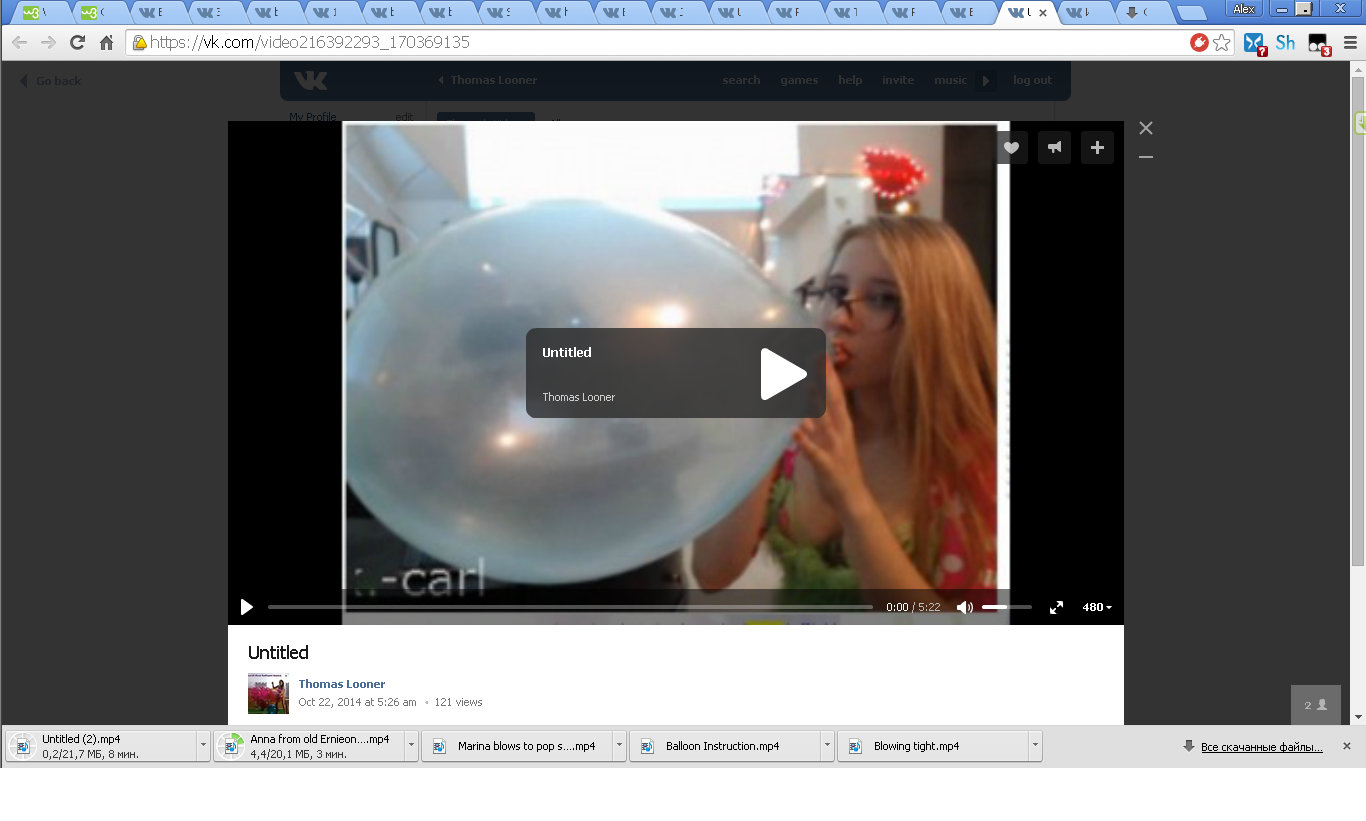 Alex
https://vk.com/video216392293_170369135
Sh
?
3
Go back
Thomas Looner
search
games
help
invite
music
log out
My Profile
edit
Untitled
Thomas Looner
-carl
0:00 / 5:22
480
Untitled
Thomas Looner
Oct 22, 2014 at 5:26 am • 121 views
2
Untitled (2).mp4
0,2/21,7 МБ, 8 мин.
Anna from old Ernieon....mp4
4,4/20,1 МБ, 3 мин.
Marina blows to pop s....mp4
Balloon Instruction.mp4
Blowing tight.mp4
Все скачанные файлы...